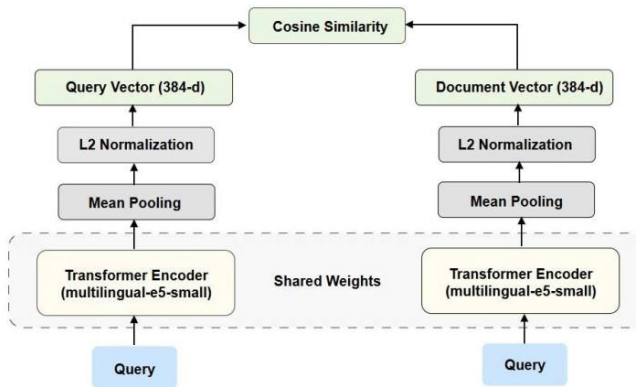 Cosine Similarity
Query Vector (384-d)
Document Vector (384-d)
L2 Normalization
L2 Normalization
Mean Pooling
Mean Pooling
Transformer Encoder
(multilingual-e5-small)
Shared Weights
Transformer Encoder
(multilingual-e5-small)
Query
Query